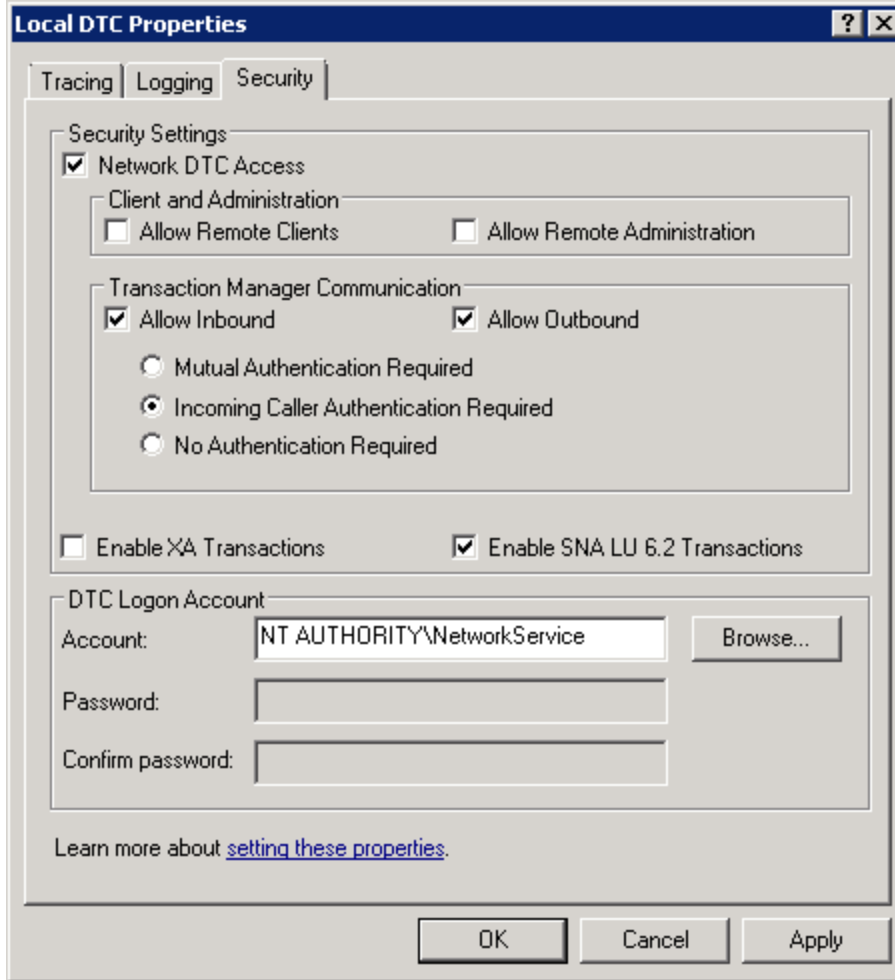 Local DTC Properties
Tracing Logging Security
Security Settings
Network DTC Access
Client and Administration
Allow Remote Clients Allow Remote Administration
Transaction Manager Communication
Allow Inbound Allow Outbound
Mutual Authentication Required
Incoming Caller Authentication Required
No Authentication Required
Enable XA Transactions Enable SNA LU 6.2 Transactions
DTC Logon Account
Account: NT AUTHORITY\NetworkService Browse...
Password:
Confirm password:
Learn more about setting these properties.
OK Cancel Apply